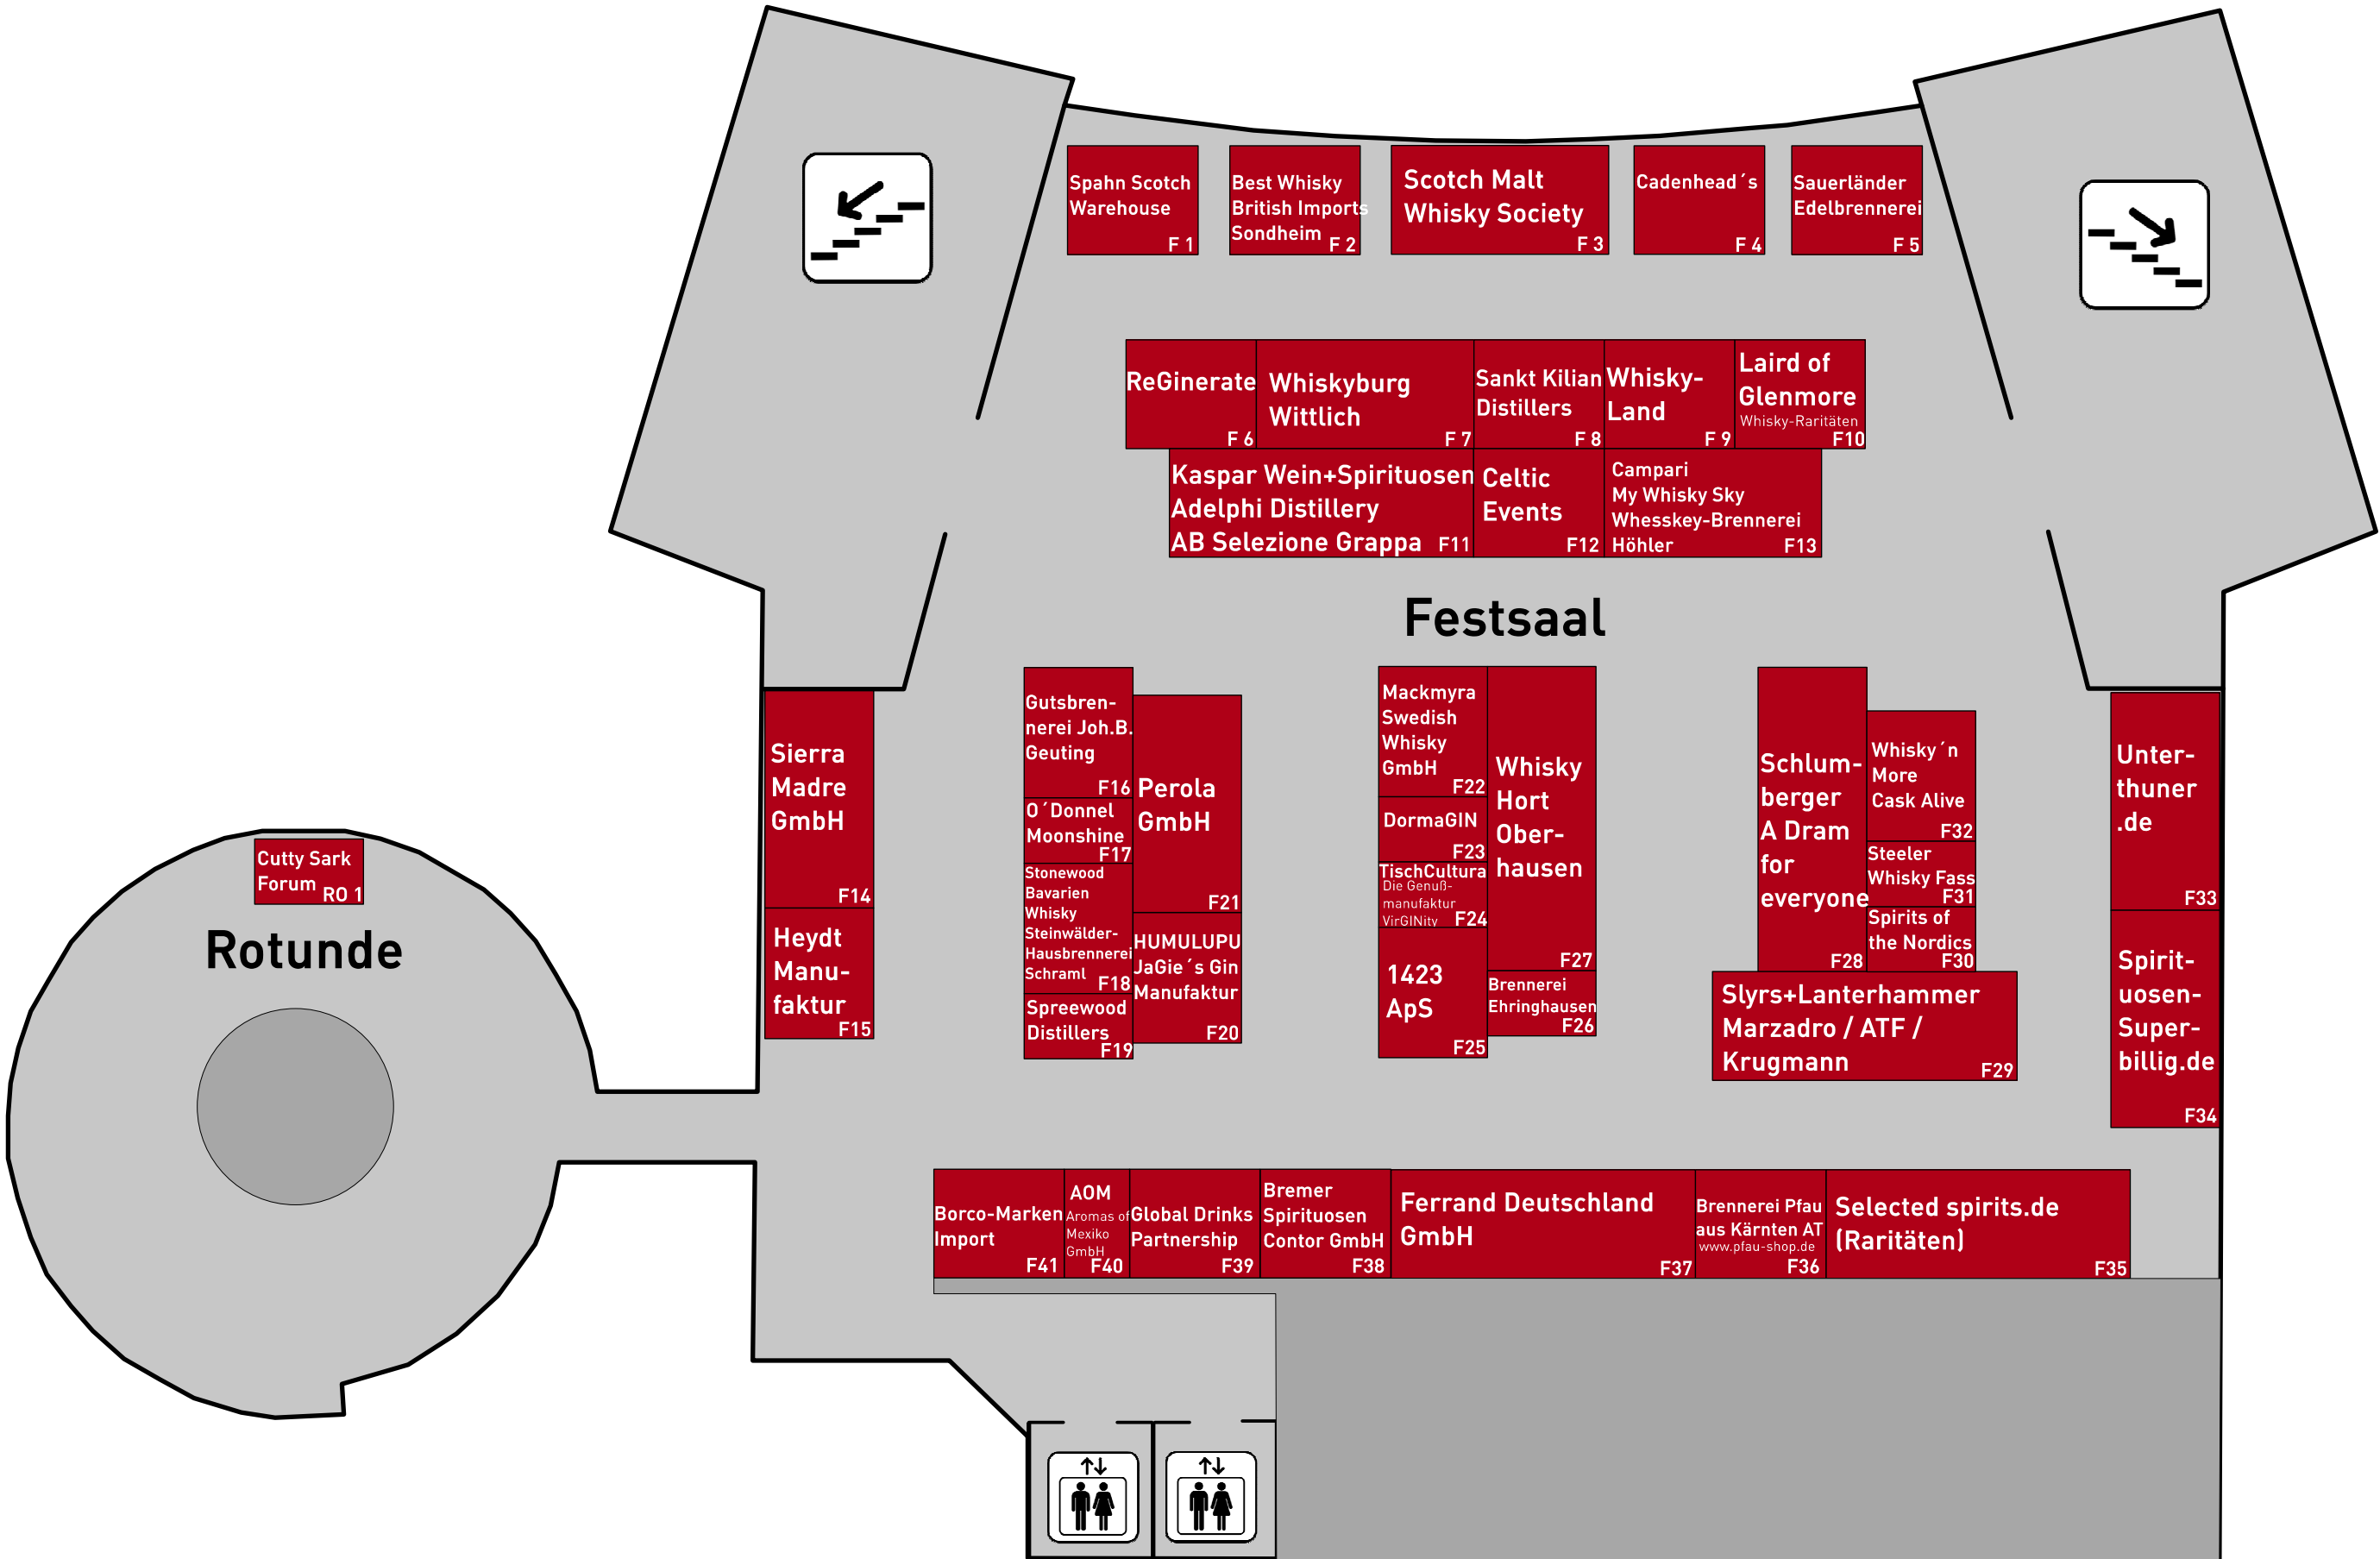 Spahn Scotch
Warehouse
F 1
Best Whisky
British Imports
Sondheim F 2
Scotch Malt
Whisky Society
F 3
Cadenhead´s
F 4
Sauerländer
Edelbrennerei
F 5
ReGinerate
F 6
Whiskyburg
Wittlich
F 7
Sankt Kilian
Distillers
F 8
Whisky-
Land
F 9
Laird of
Glenmore
Whisky-Raritäten
F10
Kaspar Wein+Spirituosen
Adelphi Distillery
AB Selezione Grappa F11
Celtic
Events
F12
Campari
My Whisky Sky
Whesskey-Brennerei
Höhler F13
Festsaal
Sierra
Madre
GmbH
F14
Heydt
Manu-
faktur
F15
Gutsbren-
nerei Joh.B.
Geuting
F16
O´Donnel
Moonshine
F17
Stonewood
Bavarien
Whisky
Steinwälder-
Hausbrennerei
Schraml F18
Spreewood
Distillers
F19
Perola
GmbH
F21
HUMULUPU
JaGie´s Gin
Manufaktur
F20
Mackmyra
Swedish
Whisky
GmbH
F22
DormaGIN
F23
TischCultura
Die Genuß-
manufaktur
VirGINity F24
1423
ApS
F25
Whisky
Hort
Ober-
hausen
F27
Brennerei
Ehringhausen
F26
Schlum-
berger
A Dram
for
everyone
F28
Whisky´n
More
Cask Alive
F32
Steeler
Whisky Fass
F31
Spirits of
the Nordics
F30
Slyrs+Lanterhammer
Marzadro / ATF /
Krugmann F29
Unter-
thuner
.de
F33
Spirit-
uosen-
Super-
billig.de
F34
Cutty Sark
Forum RO 1
Rotunde
Borco-Marken
Import
F41
AOM
Aromas of
Mexiko
GmbH
F40
Global Drinks
Partnership
F39
Bremer
Spirituosen
Contor GmbH
F38
Ferrand Deutschland
GmbH
F37
Brennerei Pfau
aus Kärnten AT
www.pfau-shop.de
F36
Selected spirits.de
(Raritäten)
F35